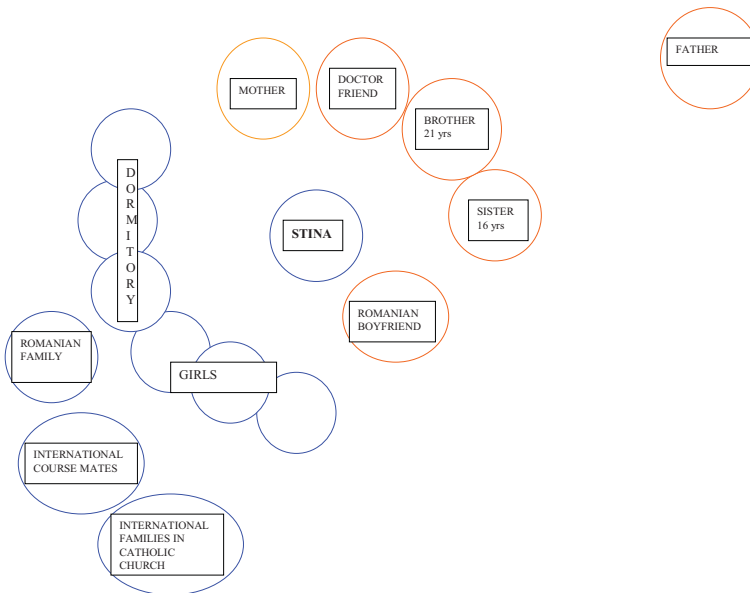 FATHER
MOTHER
DOCTOR
FRIEND
BROTHER
21 yrs
DORMITORY
SISTER
16 yrs
STINA
ROMANIAN
BOYFRIEND
ROMANIAN
FAMILY
GIRLS
INTERNATIONAL
COURSE MATES
INTERNATIONAL
FAMILIES IN
CATHOLIC
CHURCH